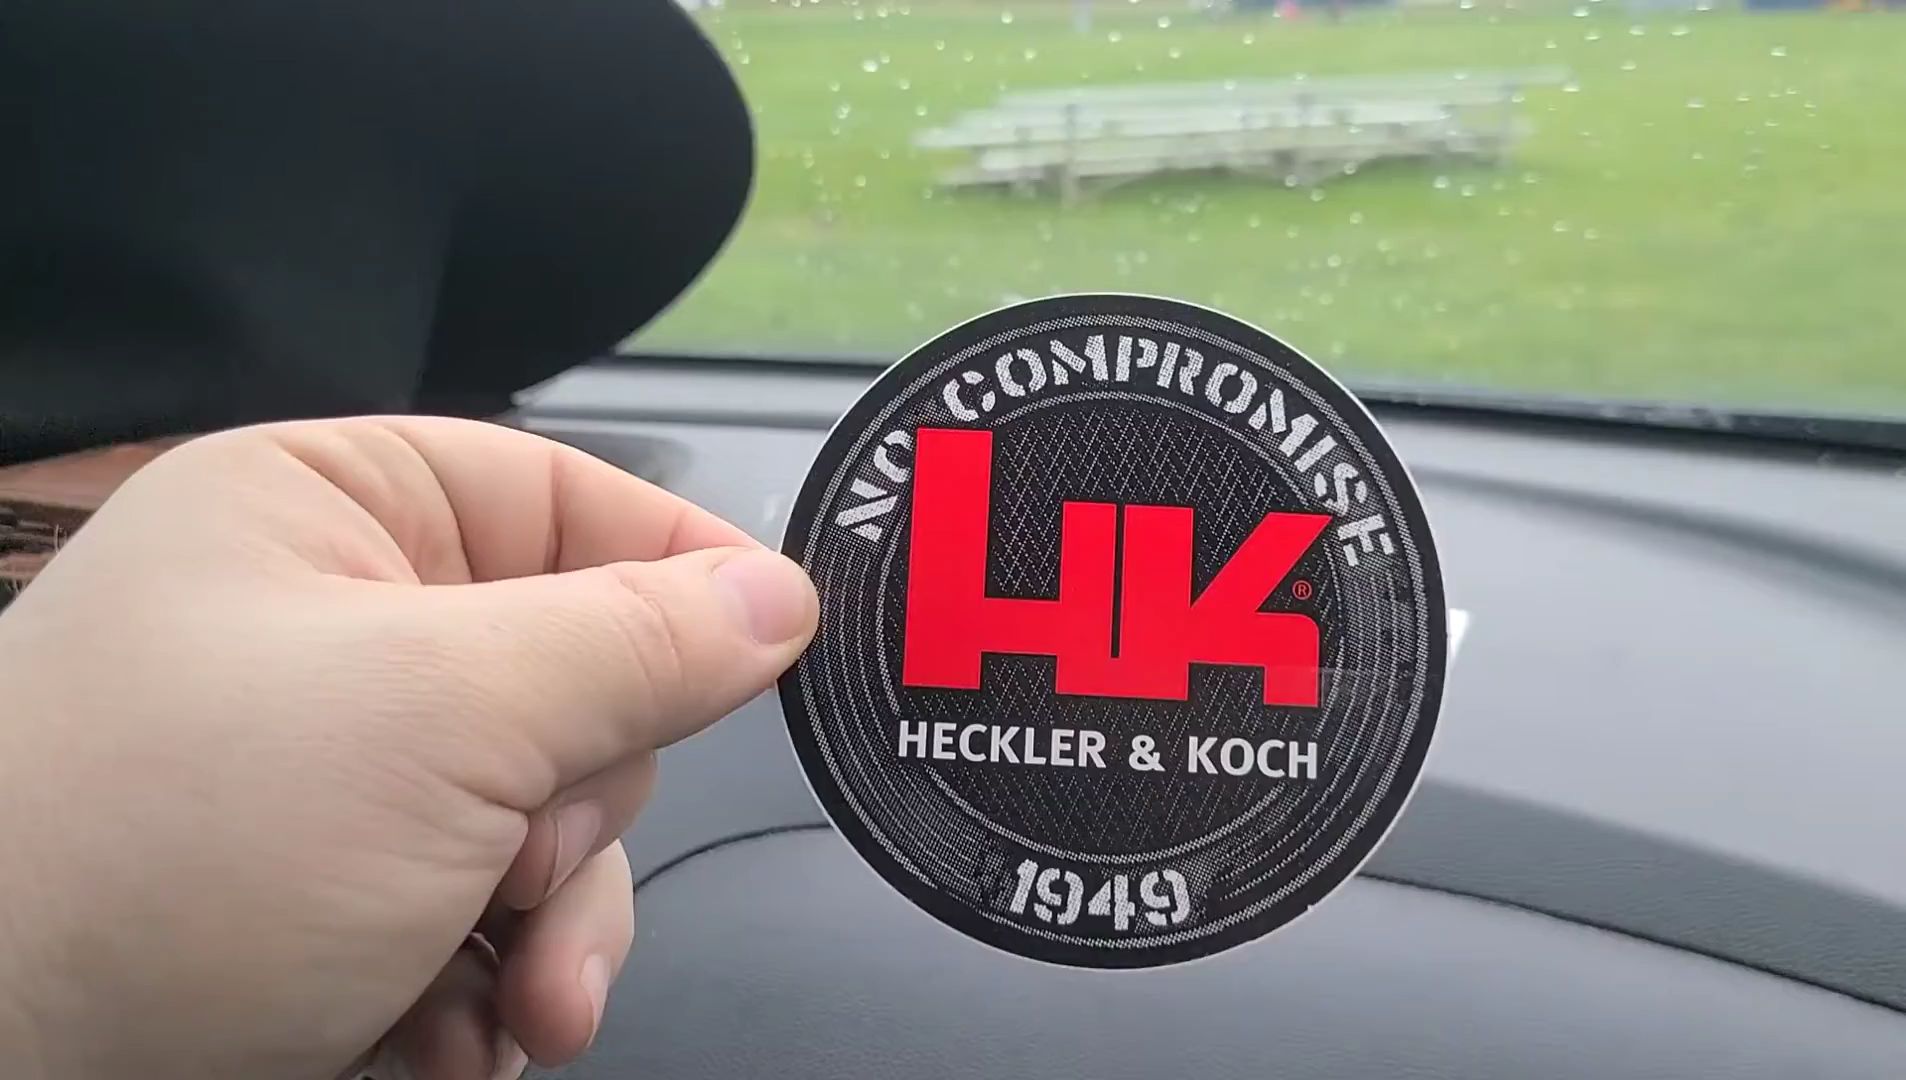 NO COMPROMISE
HK®
HECKLER & KOCH
1949